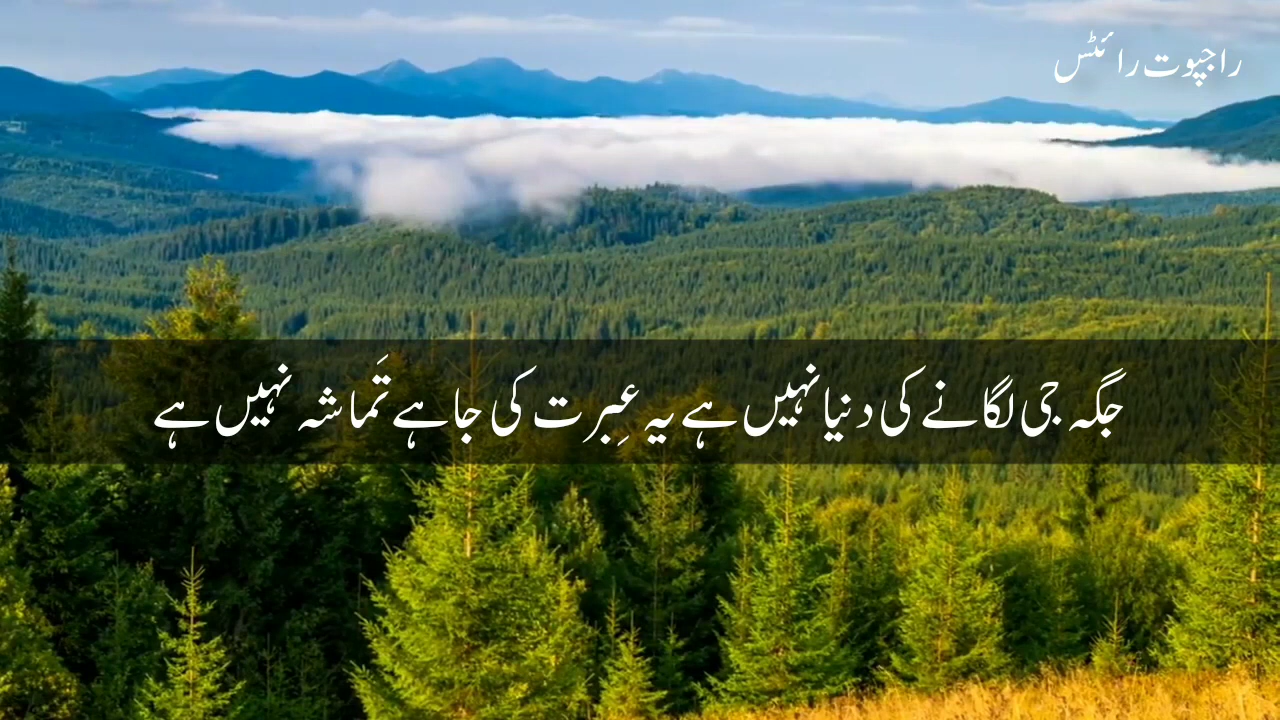 راجپوت رائٹس
جگہ جی لگانے کی دنیا نہیں ہے یہ عِبرت کی جا ہے تَماشہ نہیں ہے